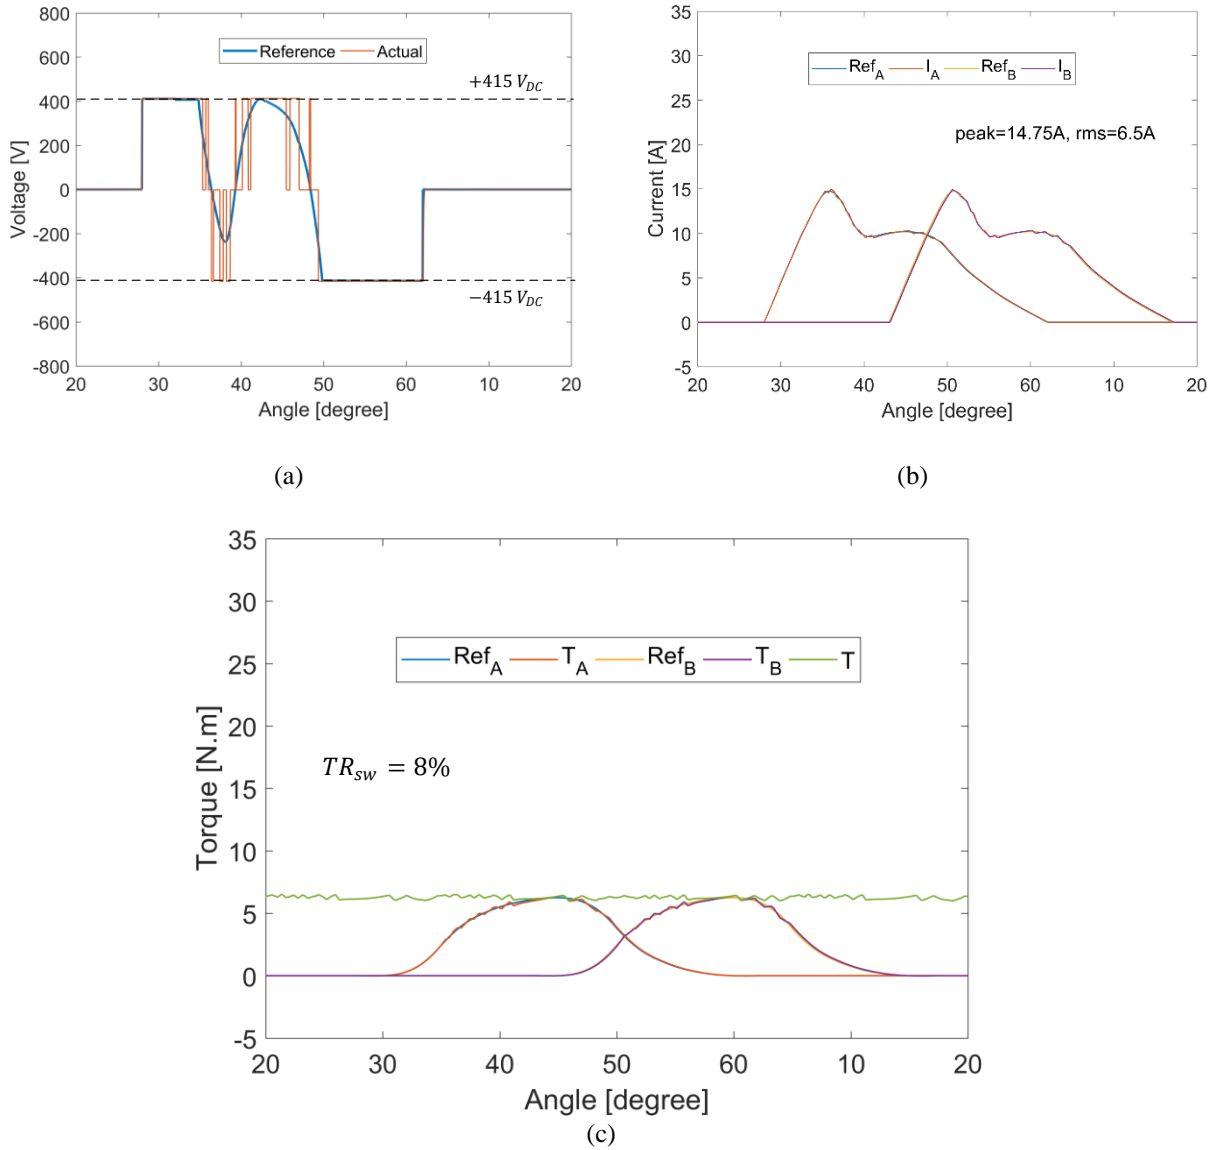 800
600
400
200
0
-200
-400
-600
-800
Voltage [V]
Reference Actual
+415 V_DC
−415 V_DC
20 30 40 50 60 10 20
Angle [degree]
(a)
35
30
25
20
15
10
5
0
-5
Current [A]
Ref_A I_A Ref_B I_B
peak=14.75A, rms=6.5A
20 30 40 50 60 10 20
Angle [degree]
(b)
35
30
25
20
15
10
5
0
-5
Torque [N.m]
Ref_A T_A Ref_B T_B T
TR_sw = 8%
20 30 40 50 60 10 20
Angle [degree]
(c)